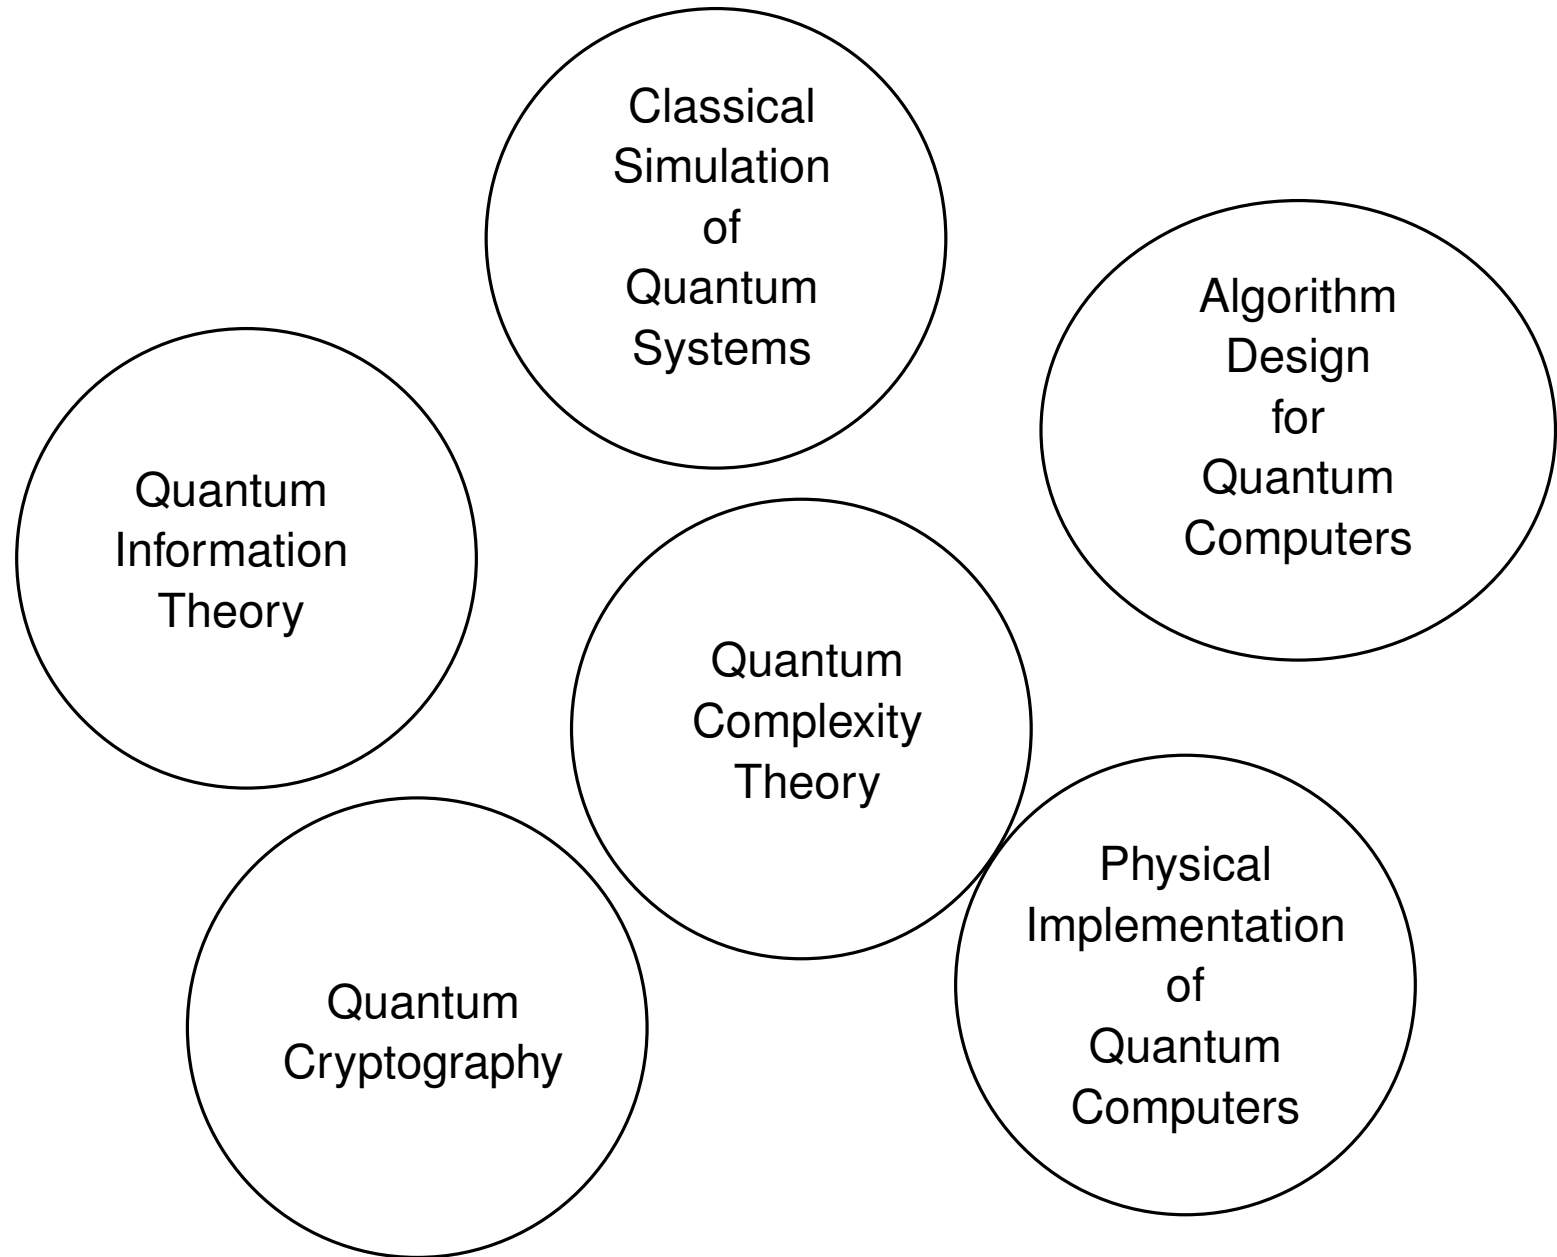 Classical
Simulation
of
Quantum
Systems
Algorithm
Design
for
Quantum
Computers
Quantum
Information
Theory
Quantum
Complexity
Theory
Physical
Implementation
of
Quantum
Computers
Quantum
Cryptography